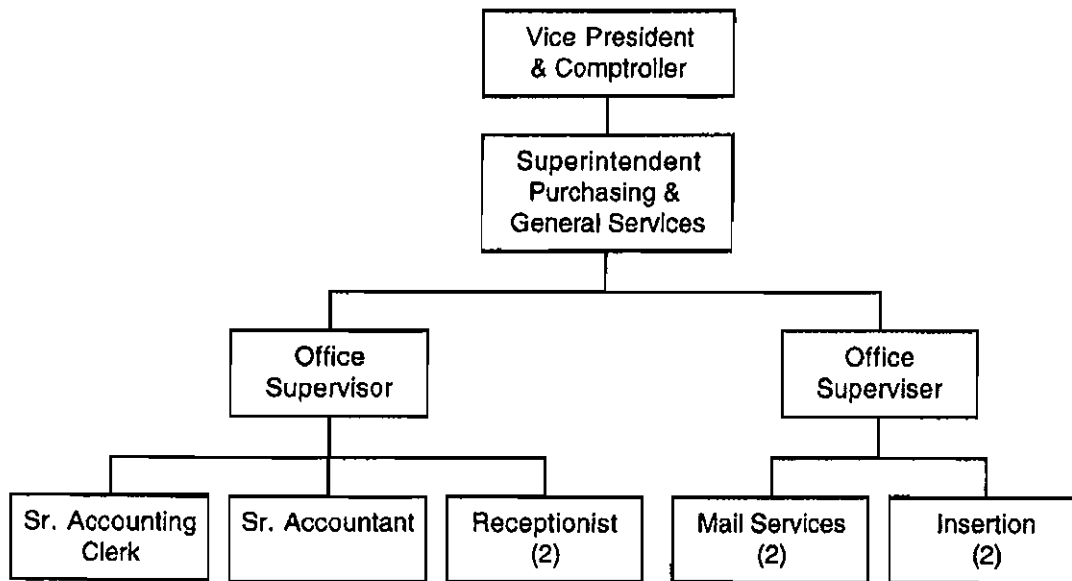 Vice President
& Comptroller
Superintendent
Purchasing &
General Services
Office
Supervisor
Office
Superviser
Sr. Accounting
Clerk
Sr. Accountant
Receptionist
(2)
Mail Services
(2)
Insertion
(2)